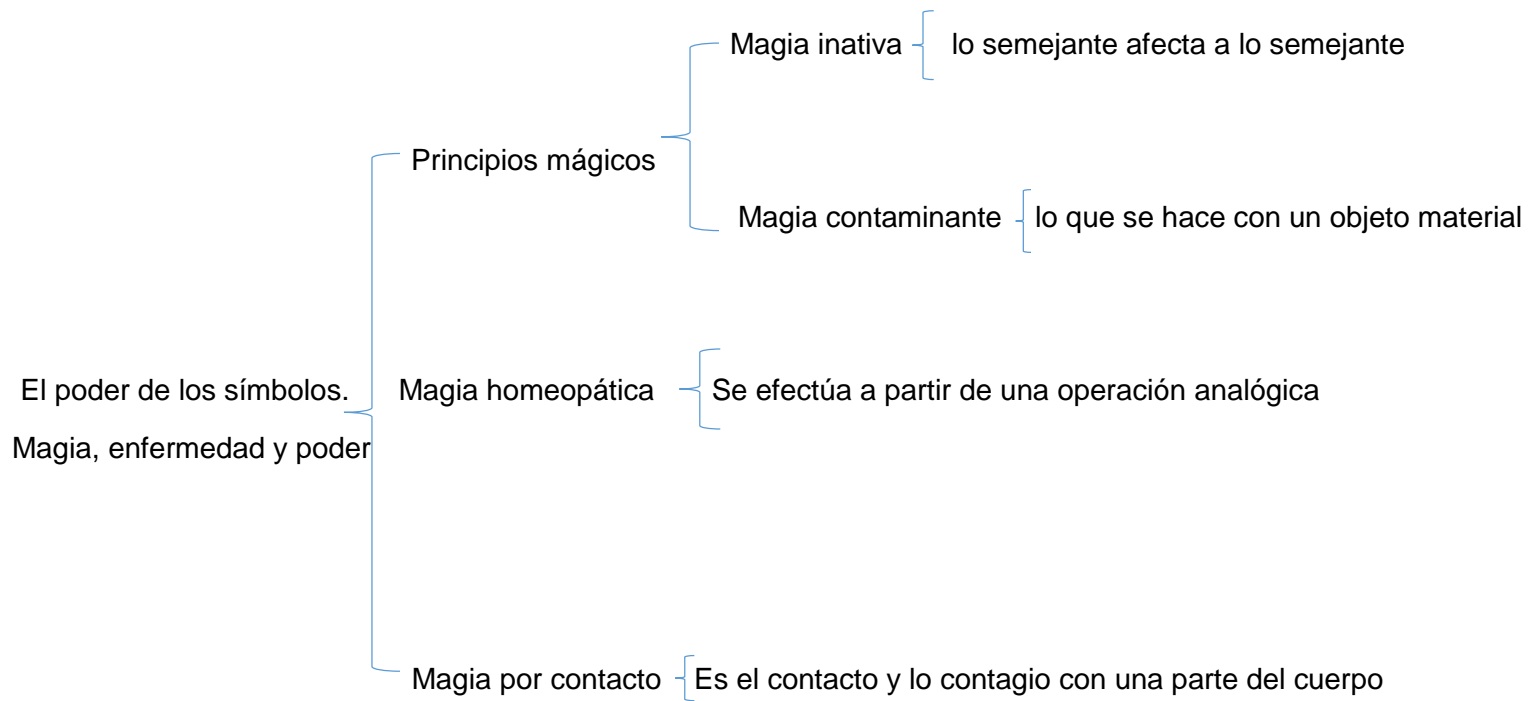 Magia inativa
lo semejante afecta a lo semejante
Principios mágicos
Magia contaminante
lo que se hace con un objeto material
El poder de los símbolos.
Magia, enfermedad y poder
Magia homeopática
Se efectúa a partir de una operación analógica
Magia por contacto
Es el contacto y lo contagio con una parte del cuerpo